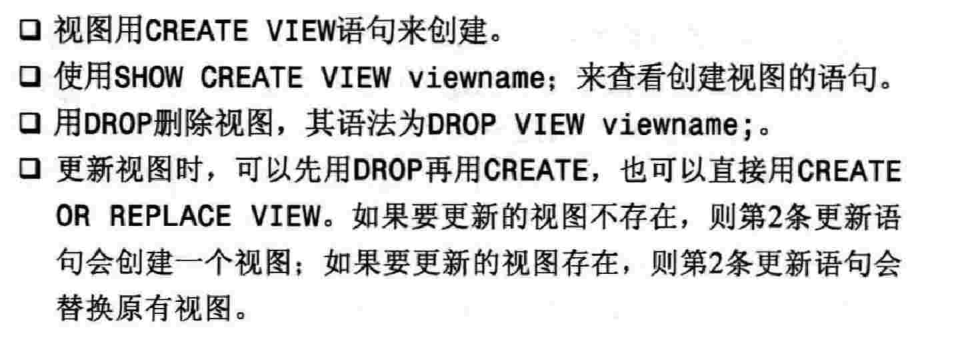 ❑ 视图用CREATE VIEW语句来创建。
❑ 使用SHOW CREATE VIEW viewname；来查看创建视图的语句。
❑ 用DROP删除视图，其语法为DROP VIEW viewname;。
❑ 更新视图时，可以先用DROP再用CREATE，也可以直接用CREATE
OR REPLACE VIEW。如果要更新的视图不存在，则第2条更新语
句会创建一个视图；如果要更新的视图存在，则第2条更新语句会
替换原有视图。